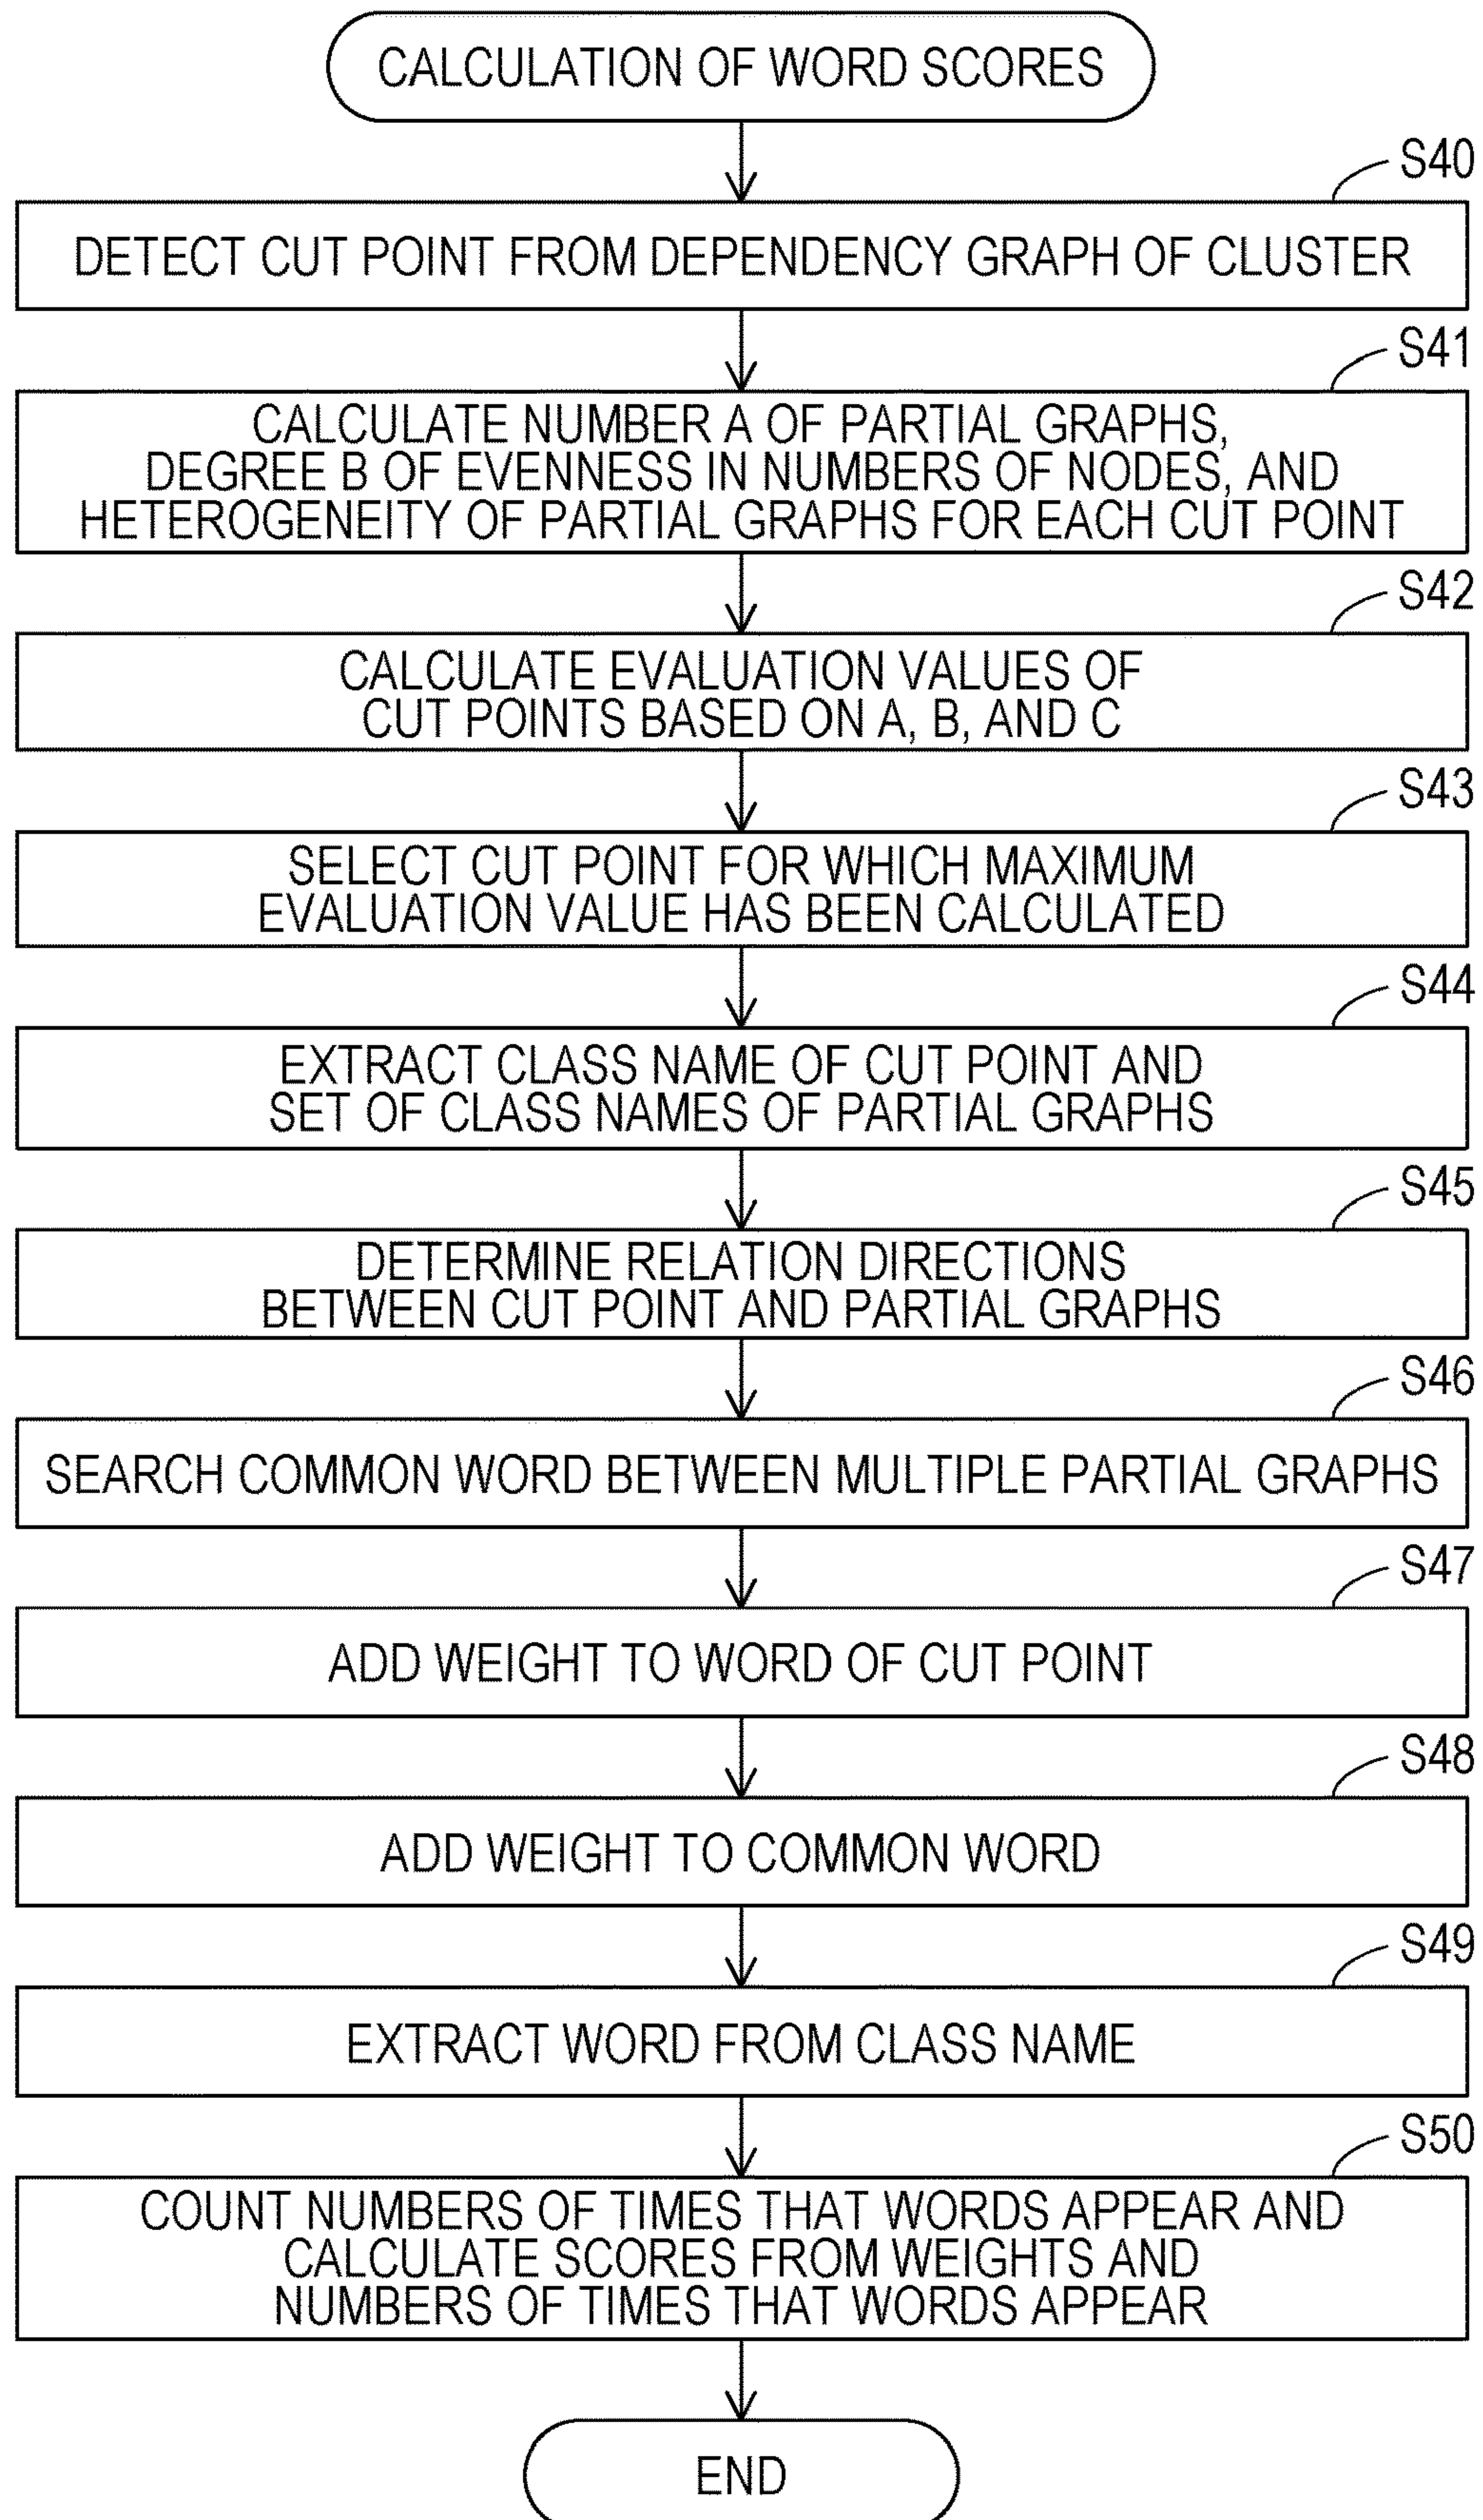 CALCULATION OF WORD SCORES
S40
DETECT CUT POINT FROM DEPENDENCY GRAPH OF CLUSTER
S41
CALCULATE NUMBER A OF PARTIAL GRAPHS,
DEGREE B OF EVENNESS IN NUMBERS OF NODES, AND
HETEROGENEITY OF PARTIAL GRAPHS FOR EACH CUT POINT
S42
CALCULATE EVALUATION VALUES OF
CUT POINTS BASED ON A, B, AND C
S43
SELECT CUT POINT FOR WHICH MAXIMUM
EVALUATION VALUE HAS BEEN CALCULATED
S44
EXTRACT CLASS NAME OF CUT POINT AND
SET OF CLASS NAMES OF PARTIAL GRAPHS
S45
DETERMINE RELATION DIRECTIONS
BETWEEN CUT POINT AND PARTIAL GRAPHS
S46
SEARCH COMMON WORD BETWEEN MULTIPLE PARTIAL GRAPHS
S47
ADD WEIGHT TO WORD OF CUT POINT
S48
ADD WEIGHT TO COMMON WORD
S49
EXTRACT WORD FROM CLASS NAME
S50
COUNT NUMBERS OF TIMES THAT WORDS APPEAR AND
CALCULATE SCORES FROM WEIGHTS AND
NUMBERS OF TIMES THAT WORDS APPEAR
END